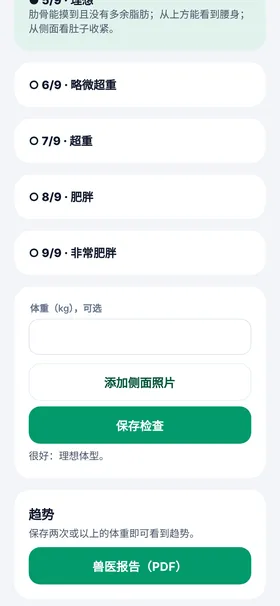 5/9 · 理想
肋骨能摸到且没有多余脂肪；从上方能看到腰身；
从侧面看肚子收紧。
6/9 · 略微超重
7/9 · 超重
8/9 · 肥胖
9/9 · 非常肥胖
体重（kg），可选
添加侧面照片
保存检查
很好：理想体型。
趋势
保存两次或以上的体重即可看到趋势。
兽医报告（PDF）